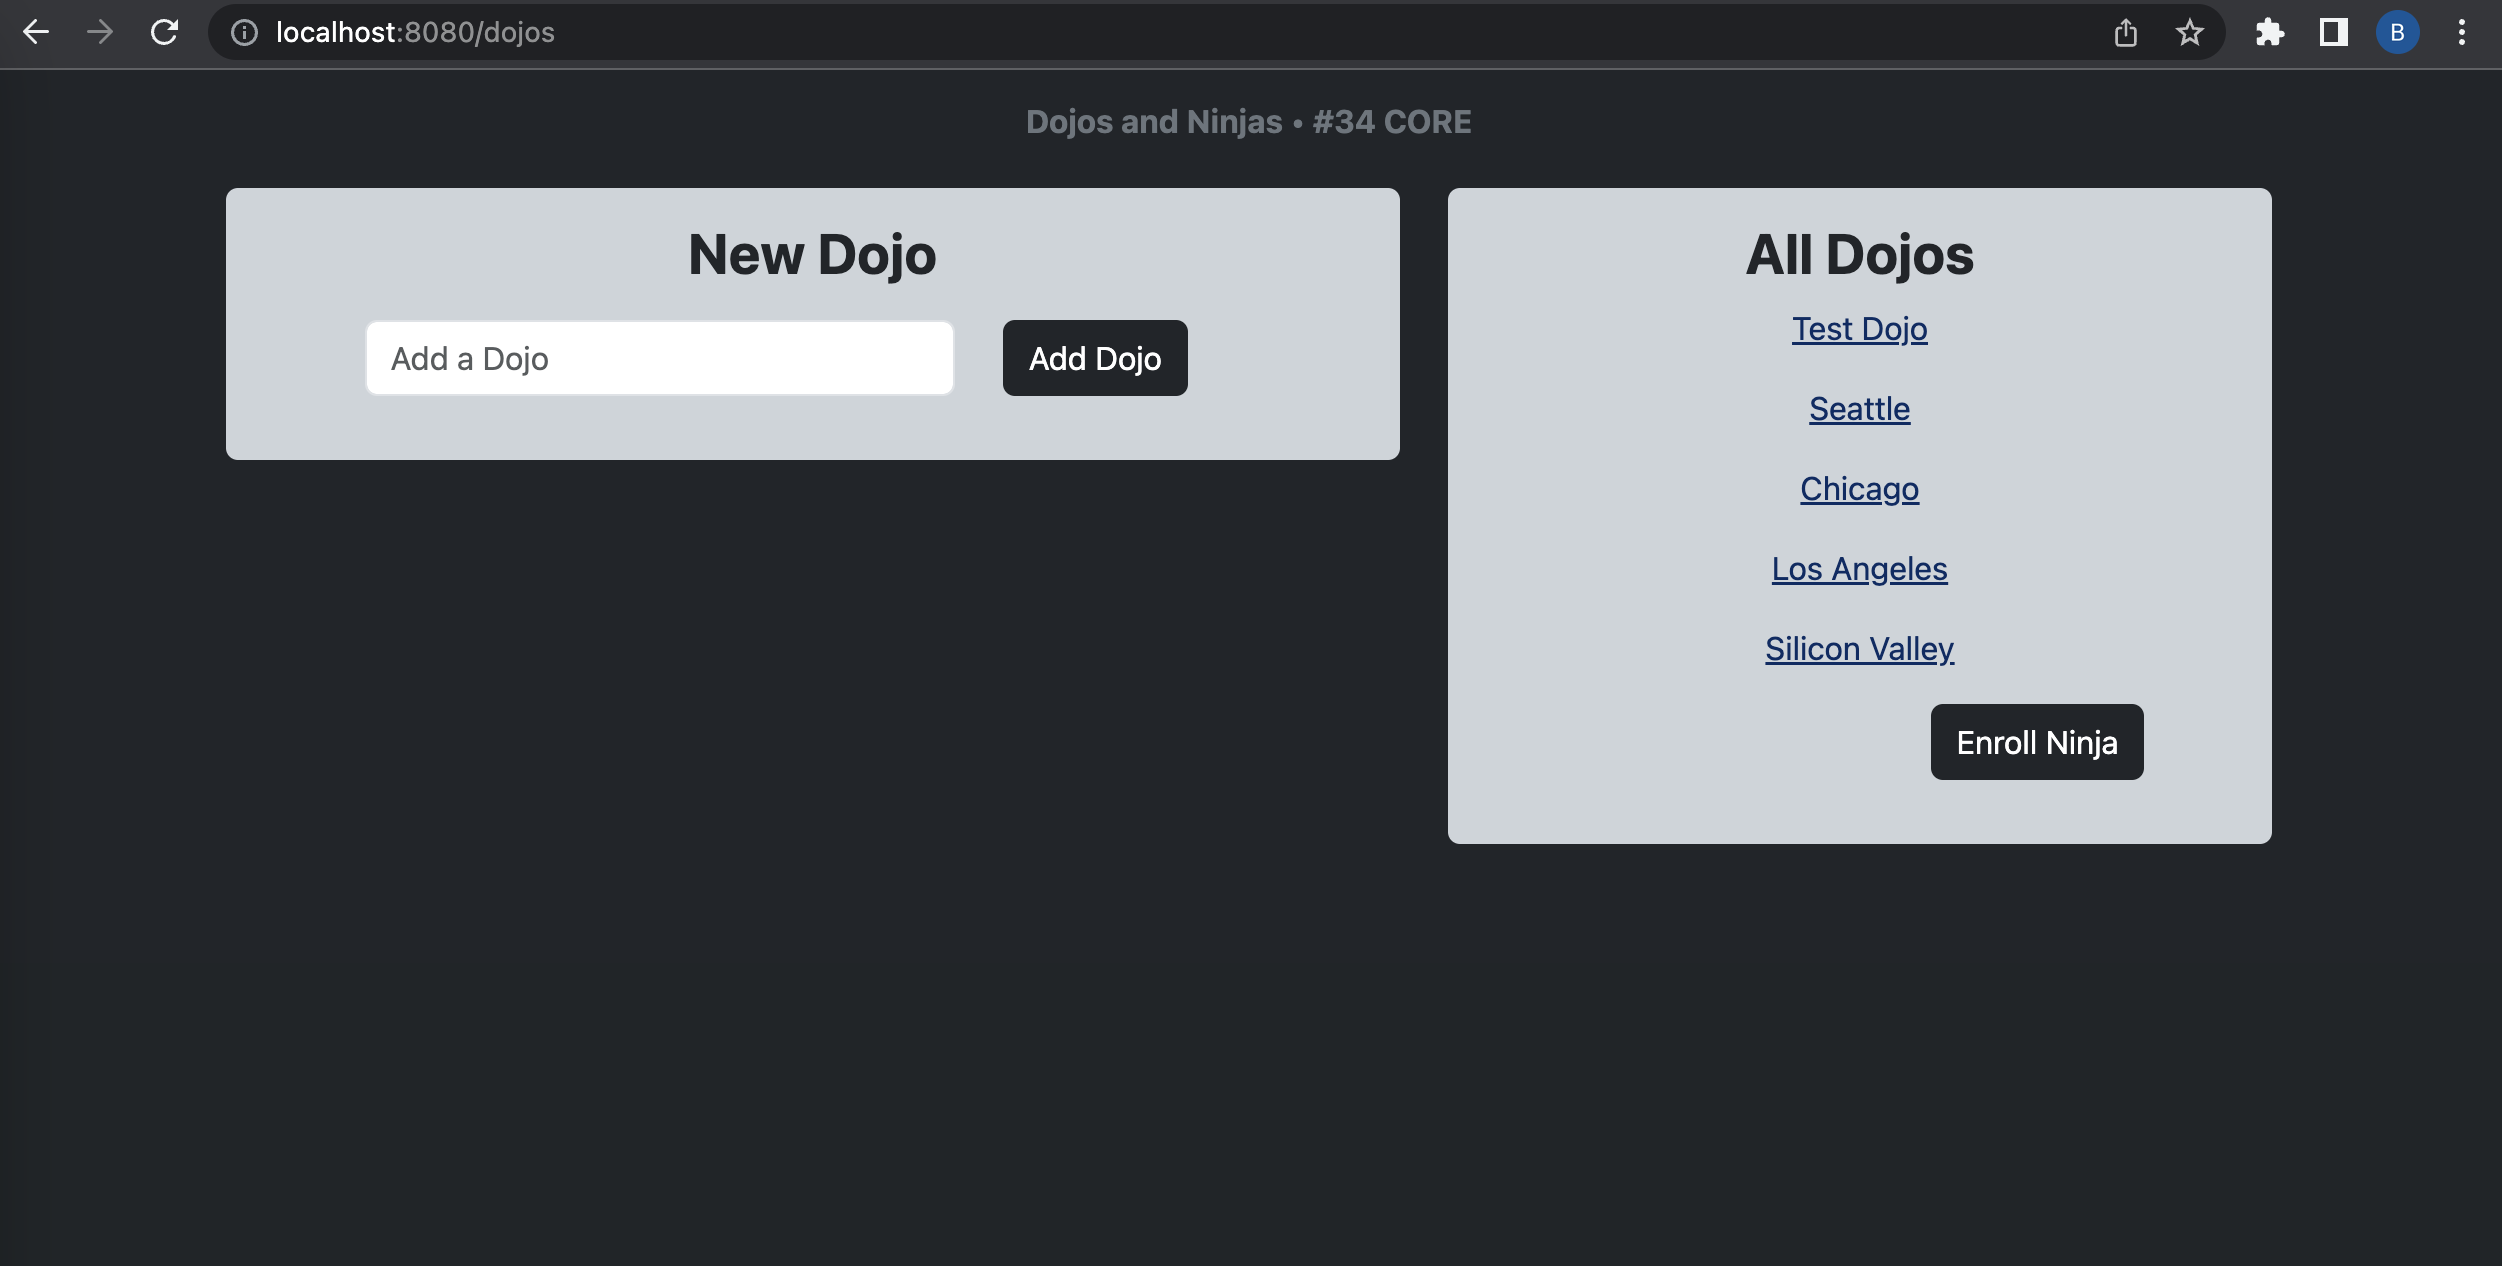 localhost:8080/dojos
B
Dojos and Ninjas • #34 CORE
New Dojo
Add a Dojo
Add Dojo
All Dojos
Test Dojo
Seattle
Chicago
Los Angeles
Silicon Valley
Enroll Ninja